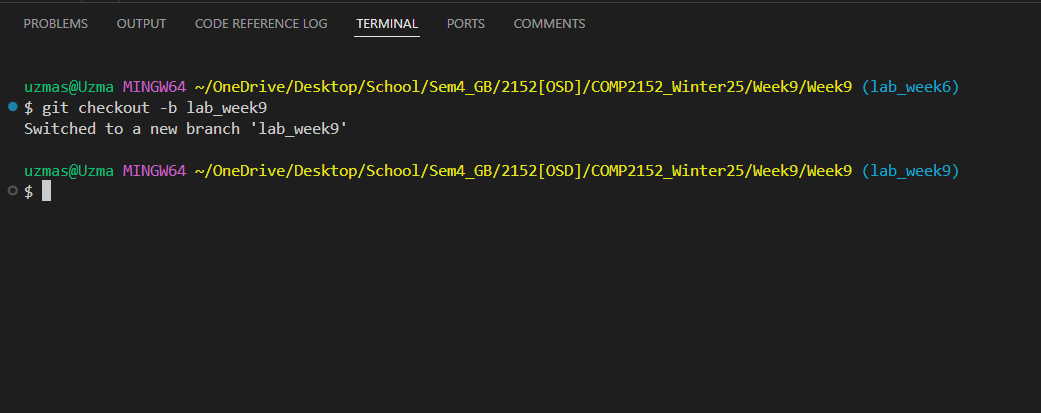 PROBLEMS OUTPUT CODE REFERENCE LOG TERMINAL PORTS COMMENTS
uzmas@Uzma MINGW64 ~/OneDrive/Desktop/School/Sem4_GB/2152[OSD]/COMP2152_Winter25/Week9/Week9 (lab_week6)
$ git checkout -b lab_week9
Switched to a new branch 'lab_week9'
uzmas@Uzma MINGW64 ~/OneDrive/Desktop/School/Sem4_GB/2152[OSD]/COMP2152_Winter25/Week9/Week9 (lab_week9)
$